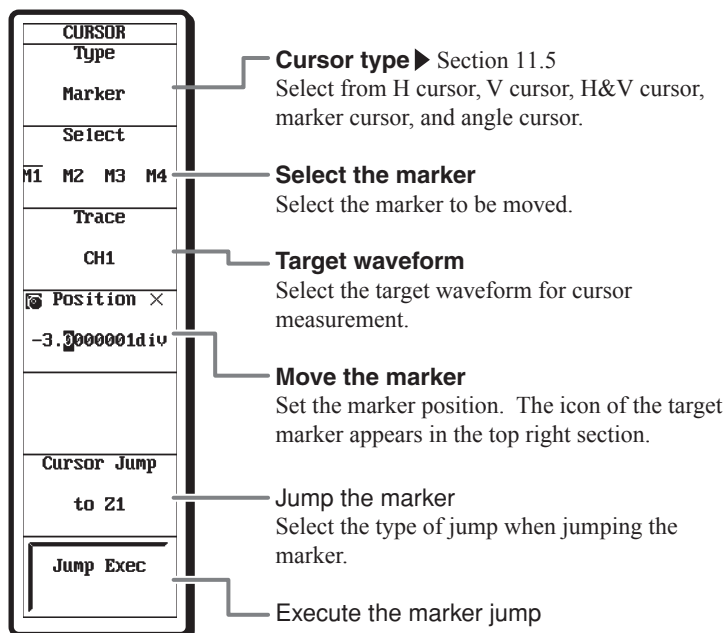 CURSOR
Type
Marker
Select
M1 M2 M3 M4
Trace
CH1
Position ×
-3.0000001div
Cursor Jump
to Z1
Jump Exec
Cursor type ▶ Section 11.5
Select from H cursor, V cursor, H&V cursor,
marker cursor, and angle cursor.
Select the marker
Select the marker to be moved.
Target waveform
Select the target waveform for cursor
measurement.
Move the marker
Set the marker position. The icon of the target
marker appears in the top right section.
Jump the marker
Select the type of jump when jumping the
marker.
Execute the marker jump